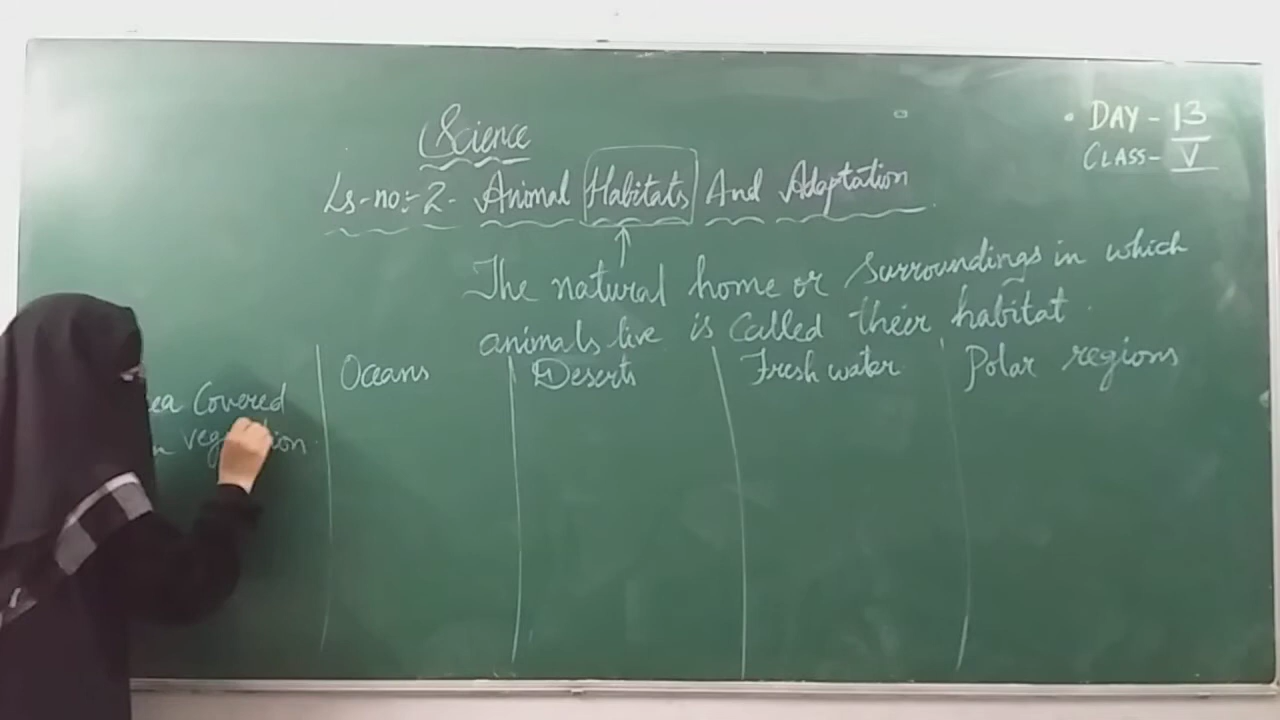 Science
DAY - 13
CLASS - V
Ls-no:- 2 - Animal Habitats And Adaptation
The natural home or surroundings in which
animals live is called their habitat.
Oceans
Deserts
Fresh water
Polar regions
Covered